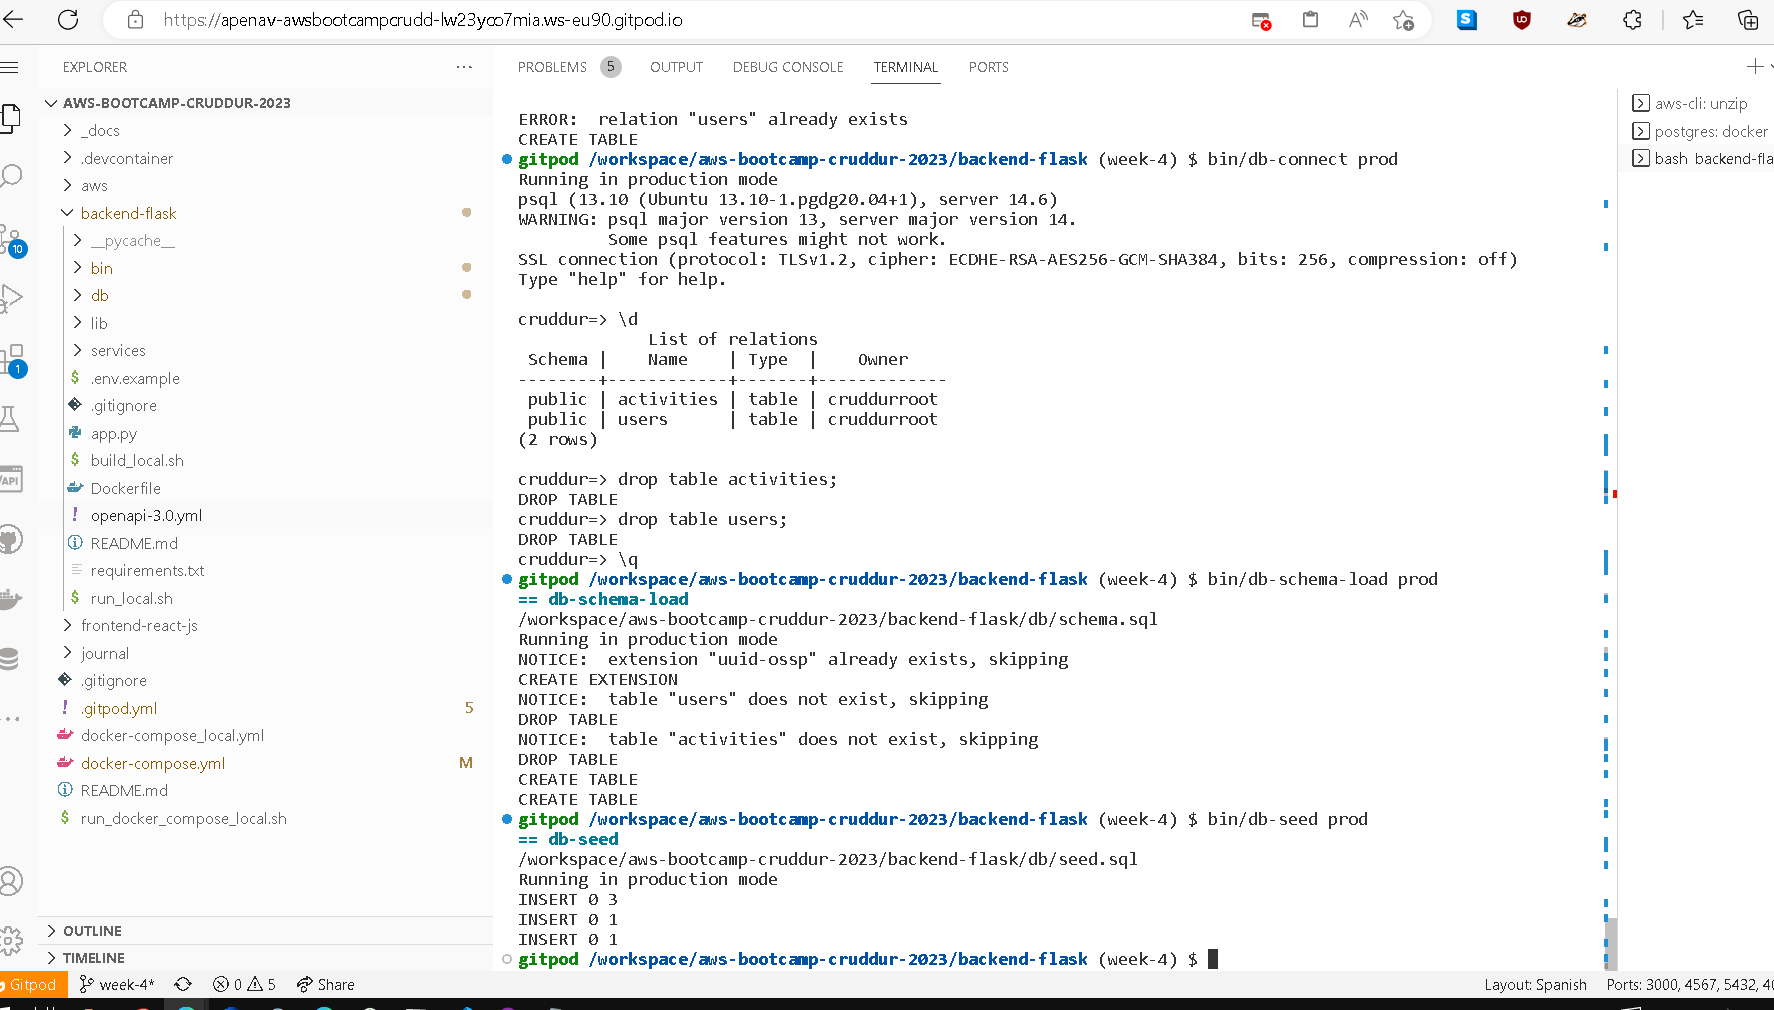 https://apenav-awsbootcampcrudd-lw23yco7mia.ws-eu90.gitpod.io
EXPLORER
AWS-BOOTCAMP-CRUDDUR-2023
_docs
.devcontainer
aws
backend-flask
__pycache__
bin
db
lib
services
$ .env.example
.gitignore
app.py
$ build_local.sh
Dockerfile
! openapi-3.0.yml
README.md
requirements.txt
$ run_local.sh
frontend-react-js
journal
.gitignore
! .gitpod.yml 5
docker-compose_local.yml
docker-compose.yml M
README.md
$ run_docker_compose_local.sh
OUTLINE
TIMELINE
10
1
API
PROBLEMS 5 OUTPUT DEBUG CONSOLE TERMINAL PORTS
ERROR:  relation "users" already exists
CREATE TABLE
gitpod /workspace/aws-bootcamp-cruddur-2023/backend-flask (week-4) $ bin/db-connect prod
Running in production mode
psql (13.10 (Ubuntu 13.10-1.pgdg20.04+1), server 14.6)
WARNING: psql major version 13, server major version 14.
         Some psql features might not work.
SSL connection (protocol: TLSv1.2, cipher: ECDHE-RSA-AES256-GCM-SHA384, bits: 256, compression: off)
Type "help" for help.
cruddur=> \d
             List of relations
 Schema |    Name    | Type  |    Owner
--------+------------+-------+-------------
 public | activities | table | cruddurroot
 public | users      | table | cruddurroot
(2 rows)
cruddur=> drop table activities;
DROP TABLE
cruddur=> drop table users;
DROP TABLE
cruddur=> \q
gitpod /workspace/aws-bootcamp-cruddur-2023/backend-flask (week-4) $ bin/db-schema-load prod
== db-schema-load
/workspace/aws-bootcamp-cruddur-2023/backend-flask/db/schema.sql
Running in production mode
NOTICE:  extension "uuid-ossp" already exists, skipping
CREATE EXTENSION
NOTICE:  table "users" does not exist, skipping
DROP TABLE
NOTICE:  table "activities" does not exist, skipping
DROP TABLE
CREATE TABLE
CREATE TABLE
gitpod /workspace/aws-bootcamp-cruddur-2023/backend-flask (week-4) $ bin/db-seed prod
== db-seed
/workspace/aws-bootcamp-cruddur-2023/backend-flask/db/seed.sql
Running in production mode
INSERT 0 3
INSERT 0 1
INSERT 0 1
gitpod /workspace/aws-bootcamp-cruddur-2023/backend-flask (week-4) $
aws-cli: unzip
postgres: docker
bash backend-fla
Gitpod week-4* 0 5 Share Layout: Spanish Ports: 3000, 4567, 5432, 40